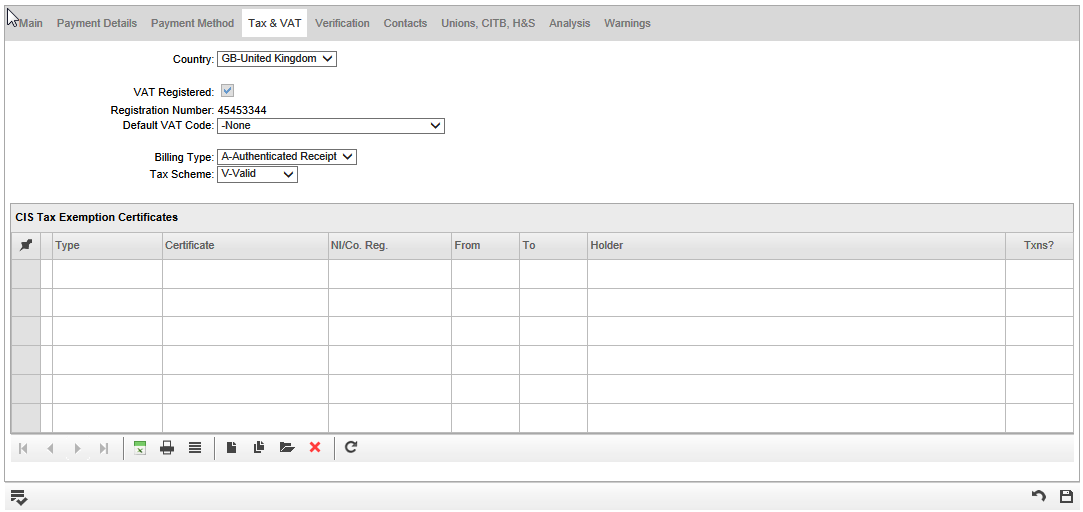 Main Payment Details Payment Method Tax & VAT Verification Contacts Unions, CITB, H&S Analysis Warnings
Country: GB-United Kingdom
VAT Registered:
Registration Number: 45453344
Default VAT Code: -None
Billing Type: A-Authenticated Receipt
Tax Scheme: V-Valid
CIS Tax Exemption Certificates
Type Certificate NI/Co. Reg. From To Holder Txns?